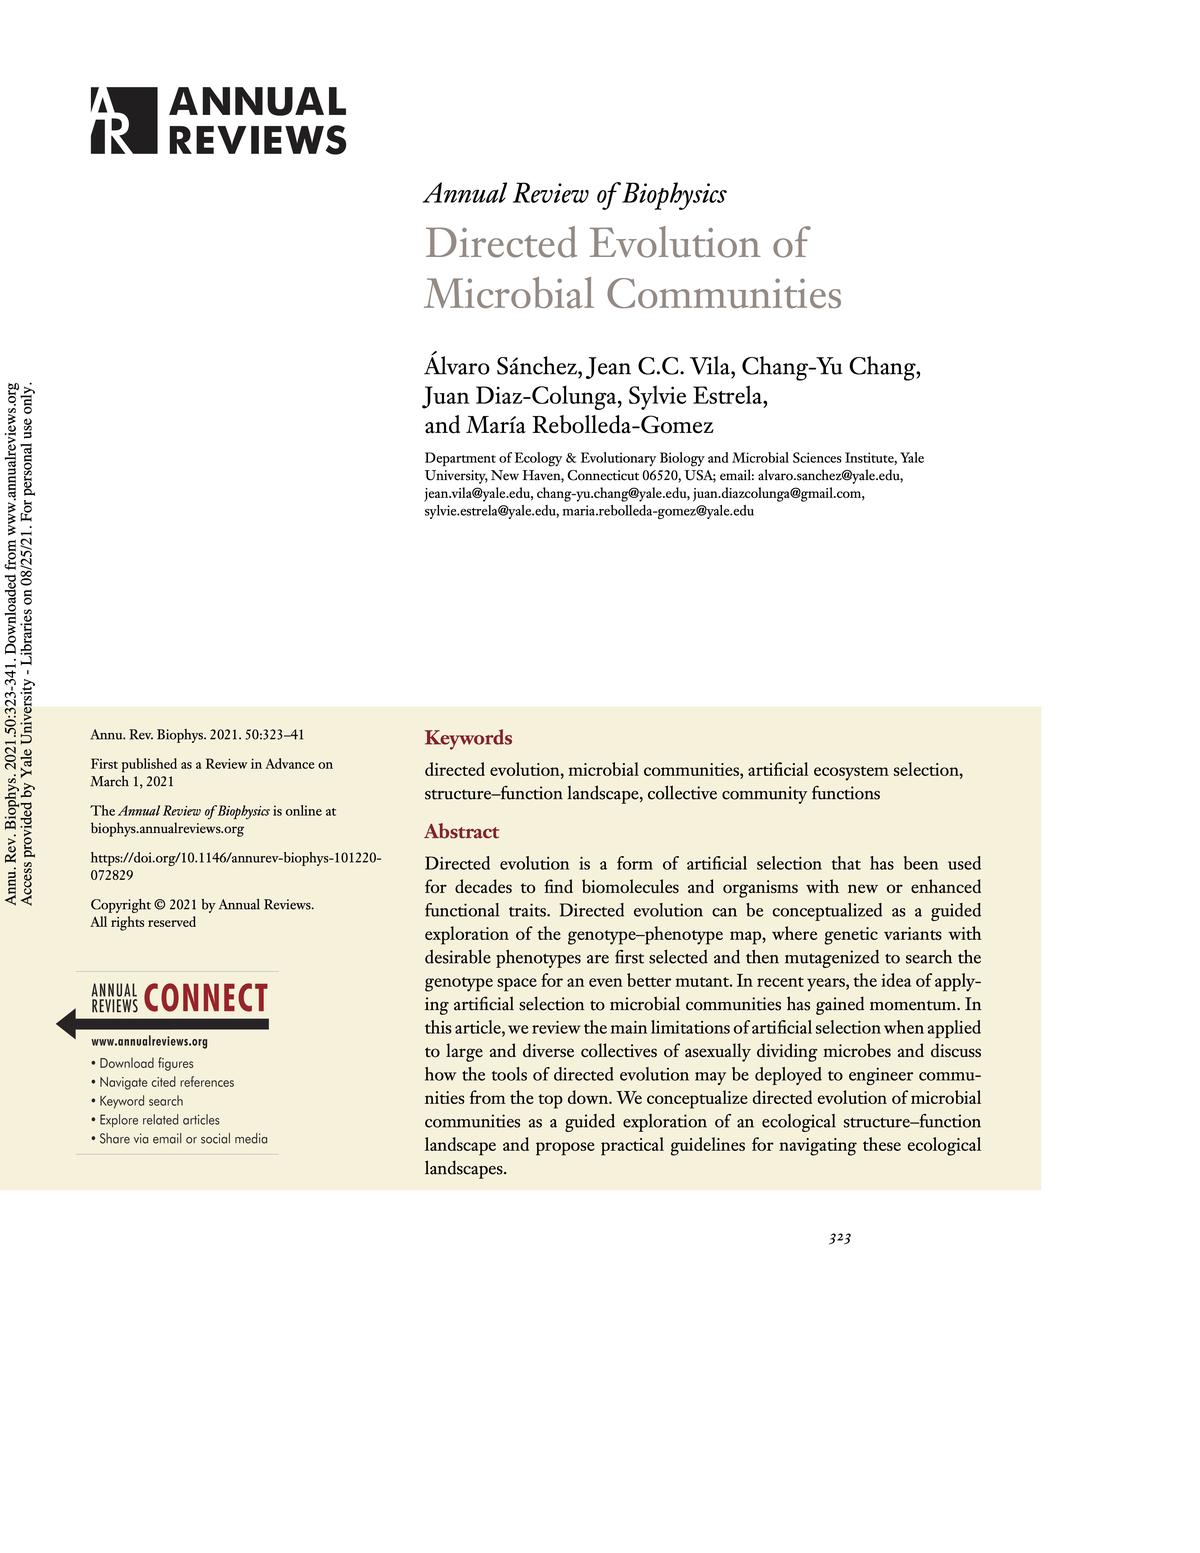 ANNUAL
REVIEWS
AR
Annual Review of Biophysics
Directed Evolution of
Microbial Communities
Álvaro Sánchez, Jean C.C. Vila, Chang-Yu Chang,
Juan Diaz-Colunga, Sylvie Estrela,
and María Rebolleda-Gomez
Department of Ecology & Evolutionary Biology and Microbial Sciences Institute, Yale
University, New Haven, Connecticut 06520, USA; email: alvaro.sanchez@yale.edu,
jean.vila@yale.edu, chang-yu.chang@yale.edu, juan.diazcolunga@gmail.com,
sylvie.estrela@yale.edu, maria.rebolleda-gomez@yale.edu
Annu. Rev. Biophys. 2021.50:323-341. Downloaded from www.annualreviews.org
Access provided by Yale University - Libraries on 08/25/21. For personal use only.
Annu. Rev. Biophys. 2021. 50:323–41
First published as a Review in Advance on
March 1, 2021
The Annual Review of Biophysics is online at
biophys.annualreviews.org
https://doi.org/10.1146/annurev-biophys-101220-
072829
Copyright © 2021 by Annual Reviews.
All rights reserved
ANNUAL
REVIEWS CONNECT
www.annualreviews.org
• Download figures
• Navigate cited references
• Keyword search
• Explore related articles
• Share via email or social media
Keywords
directed evolution, microbial communities, artificial ecosystem selection,
structure–function landscape, collective community functions
Abstract
Directed evolution is a form of artificial selection that has been used
for decades to find biomolecules and organisms with new or enhanced
functional traits. Directed evolution can be conceptualized as a guided
exploration of the genotype–phenotype map, where genetic variants with
desirable phenotypes are first selected and then mutagenized to search the
genotype space for an even better mutant. In recent years, the idea of apply-
ing artificial selection to microbial communities has gained momentum. In
this article, we review the main limitations of artificial selection when applied
to large and diverse collectives of asexually dividing microbes and discuss
how the tools of directed evolution may be deployed to engineer commu-
nities from the top down. We conceptualize directed evolution of microbial
communities as a guided exploration of an ecological structure–function
landscape and propose practical guidelines for navigating these ecological
landscapes.
323